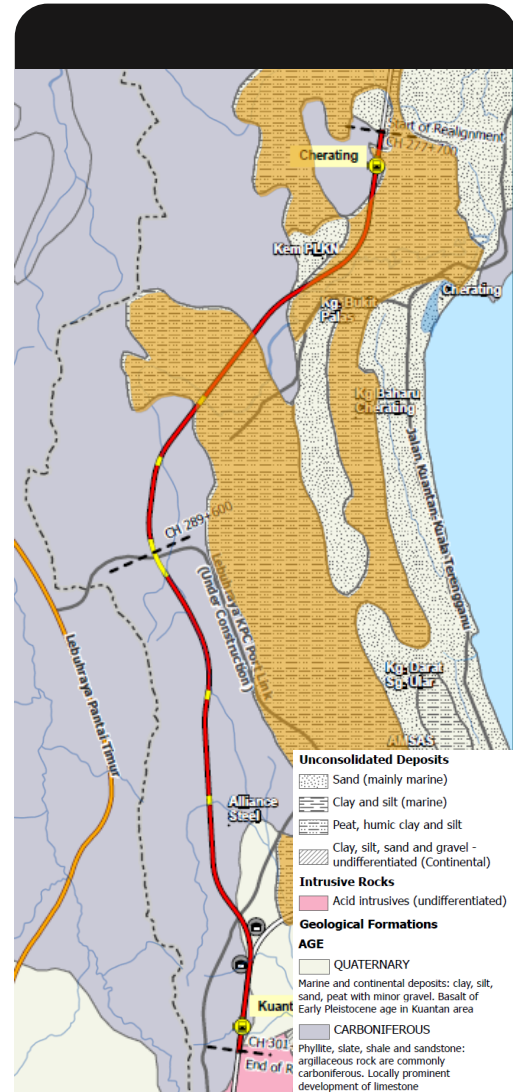 Start of Realignment
CH 277+700
Cherating
Kem PLKN
Cherating
Kg. Bukit
Palas
Kg Baharu
Cherating
Jalan Kuantan-Kuala Terengganu
CH 289+600
Lebuhraya KPC Port Link
(Under Construction)
Lebuhraya Pantai Timur
Kg. Darat
Sg. Ular
AMSAS
Alliance
Steel
Kuant
CH 301
End of R
Unconsolidated Deposits
Sand (mainly marine)
Clay and silt (marine)
Peat, humic clay and silt
Clay, silt, sand and gravel -
undifferentiated (Continental)
Intrusive Rocks
Acid intrusives (undifferentiated)
Geological Formations
AGE
QUATERNARY
Marine and continental deposits: clay, silt,
sand, peat with minor gravel. Basalt of
Early Pleistocene age in Kuantan area
CARBONIFEROUS
Phyllite, slate, shale and sandstone:
argillaceous rock are commonly
carboniferous. Locally prominent
development of limestone